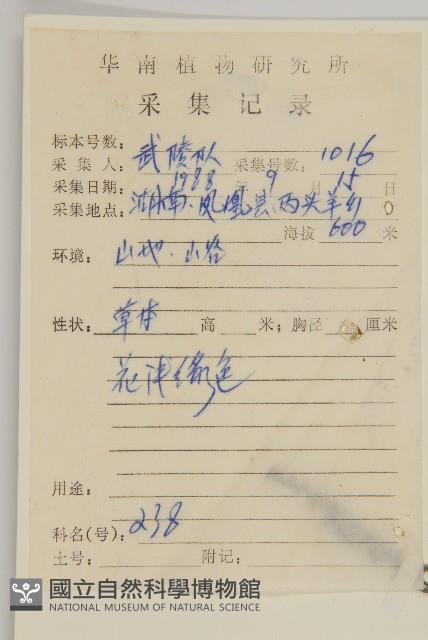 华南植物研究所
采集记录
标本号数:
采集人: 武陵队 采集号数: 1016
采集日期: 1988 年 9 月 15 日
采集地点: 湖南、凤凰县两头羊乡
海拔 600 米
环境: 山地、山路
性状: 草本 高 米; 胸径 厘米
花浅绿色
用途:
科名(号): 238
土号: 附记:
國立自然科學博物館
NATIONAL MUSEUM OF NATURAL SCIENCE